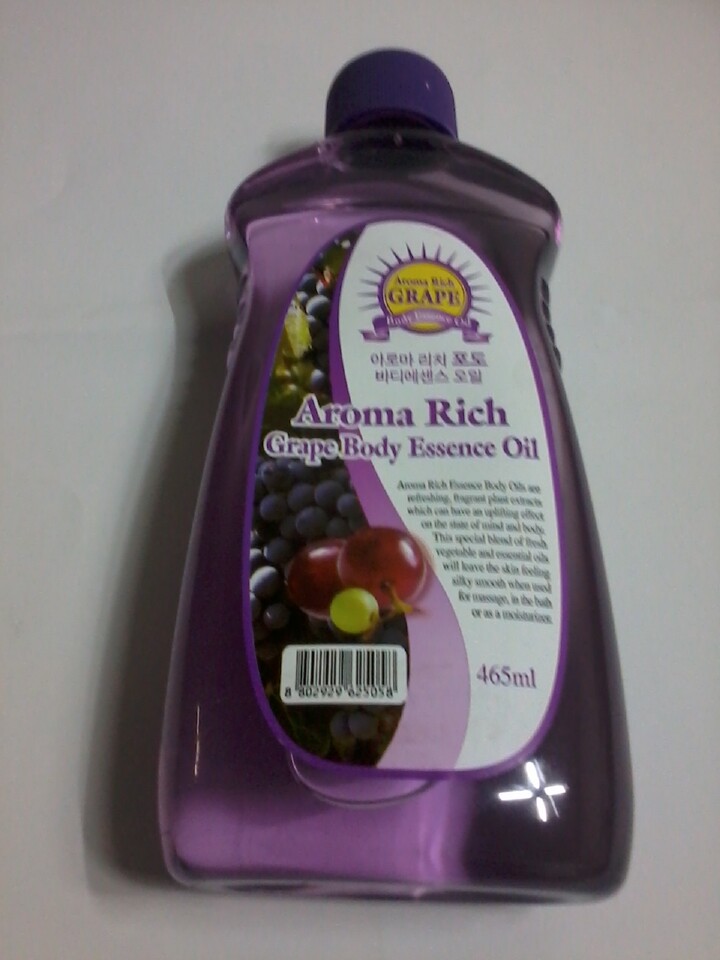 Aroma Rich
GRAPE
Body Essence Oil
아로마 리치 포도
바디에센스 오일
Aroma Rich
Grape Body Essence Oil
Aroma Rich Essence Body Oils are
refreshing, fragrant plant extracts
which can have an uplifting effect
on the state of mind and body.
This special blend of fresh
vegetable and essential oils
will leave the skin feeling
silky smooth when used
for massage, in the bath
or as a moisturizer.
8 802929 625058
465ml